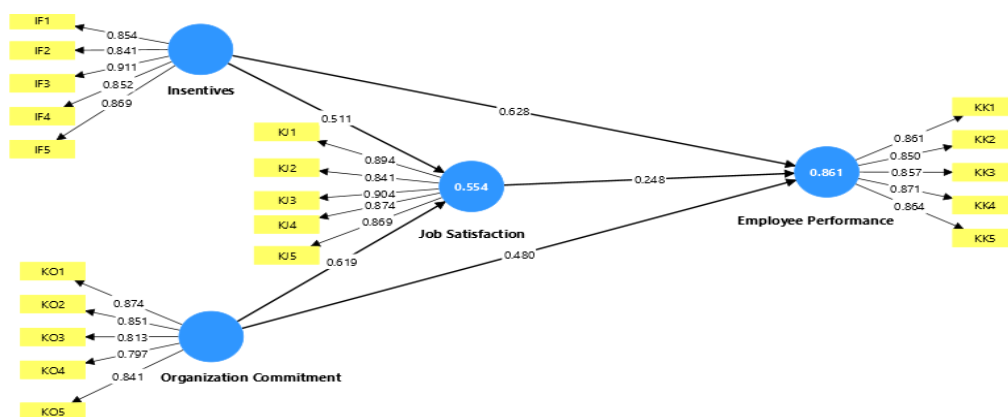 IF1
IF2
IF3
IF4
IF5
0.854
0.841
0.911
0.852
0.869
Insentives
0.628
0.511
KJ1
KJ2
KJ3
KJ4
KJ5
0.894
0.841
0.904
0.874
0.869
0.554
Job Satisfaction
0.248
0.619
0.480
0.861
Employee Performance
0.861
0.850
0.857
0.871
0.864
KK1
KK2
KK3
KK4
KK5
KO1
KO2
KO3
KO4
KO5
0.874
0.851
0.813
0.797
0.841
Organization Commitment